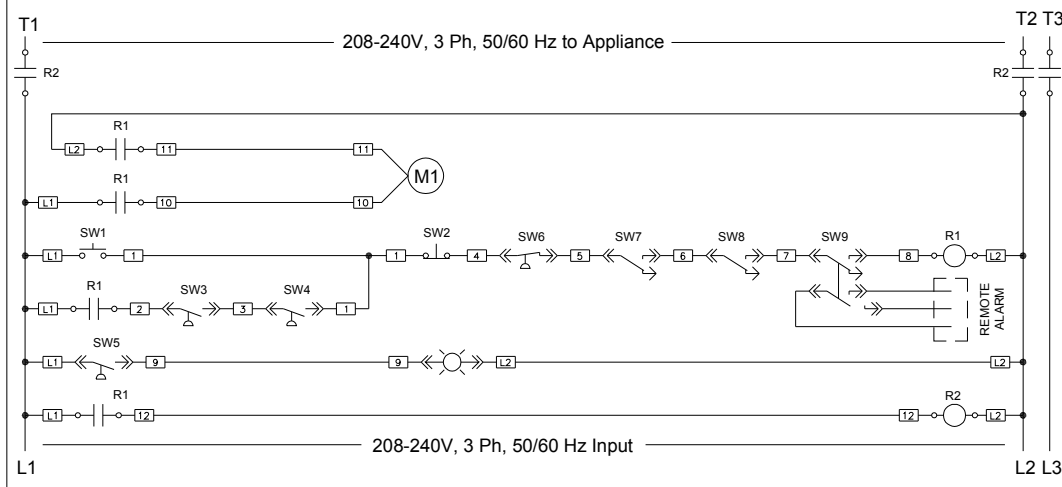 T1 T2 T3
208-240V, 3 Ph, 50/60 Hz to Appliance
R2 R2
R1
L2 11 11
R1 M1
L1 10 10
SW1 SW2 SW6 SW7 SW8 SW9 R1
L1 1 1 4 5 6 7 8 L2
R1 SW3 SW4
L1 2 3 1
REMOTE
ALARM
SW5
L1 9 9 L2 L2
R1 R2
L1 12 12 L2
208-240V, 3 Ph, 50/60 Hz Input
L1 L2 L3